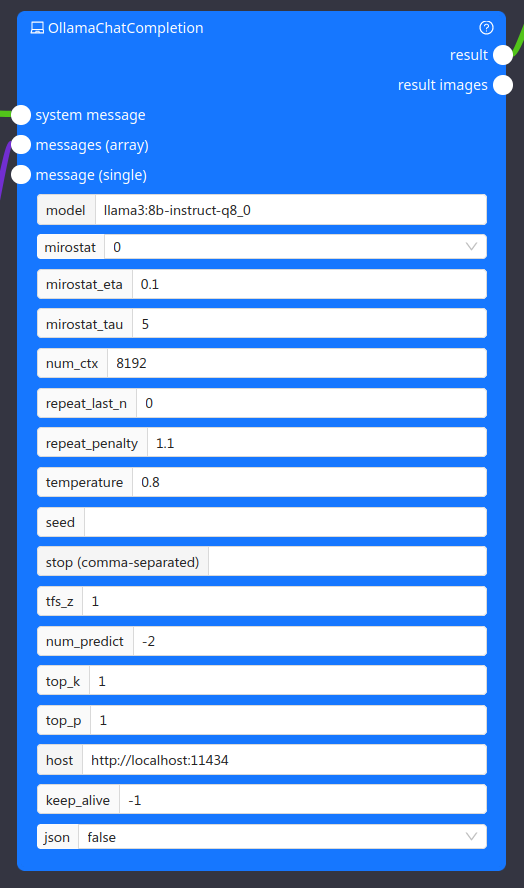 OllamaChatCompletion
result
result images
system message
messages (array)
message (single)
model llama3:8b-instruct-q8_0
mirostat 0
mirostat_eta 0.1
mirostat_tau 5
num_ctx 8192
repeat_last_n 0
repeat_penalty 1.1
temperature 0.8
seed
stop (comma-separated)
tfs_z 1
num_predict -2
top_k 1
top_p 1
host http://localhost:11434
keep_alive -1
json false